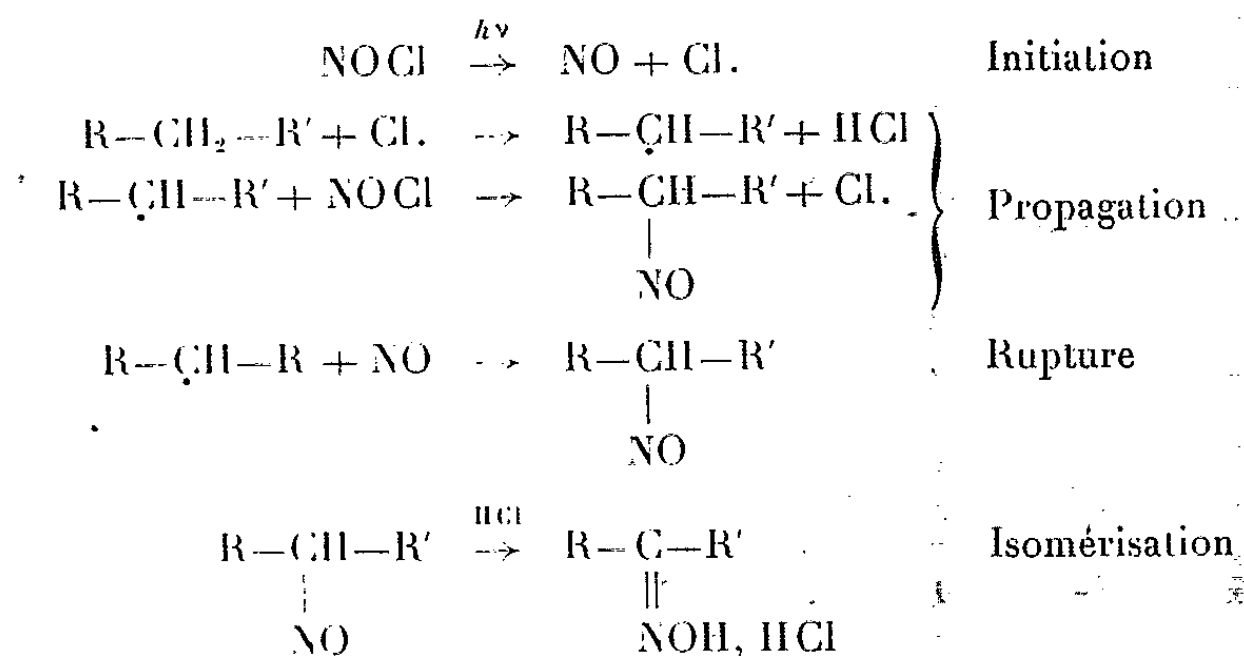 hν
NOCl → NO + Cl. Initiation
R—CH₂—R′ + Cl. → R—ĊH—R′ + HCl
R—ĊH—R′ + NOCl → R—CH—R′ + Cl. Propagation
|
NO
R—ĊH—R + NO → R—CH—R′ Rupture
|
NO
HCl
R—CH—R′ → R—C—R′ Isomérisation
| ||
NO NOH, HCl